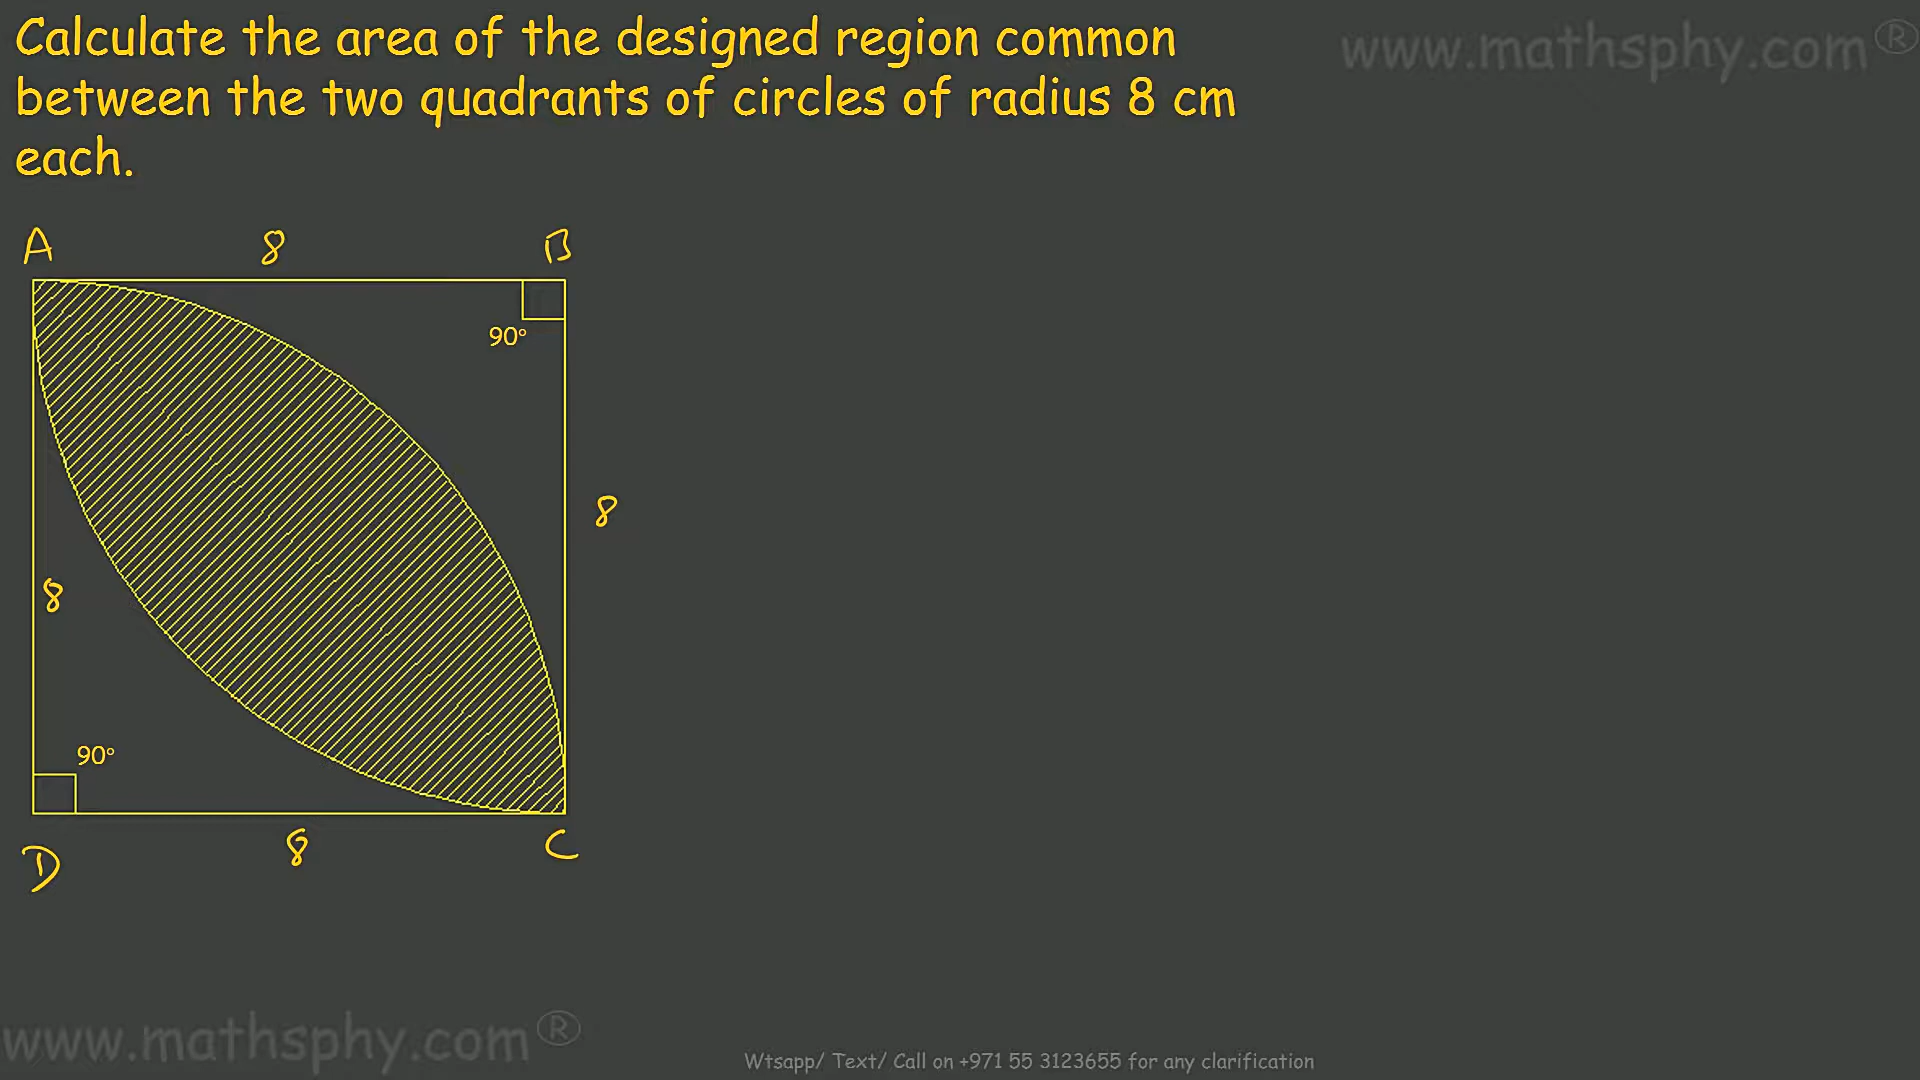 Calculate the area of the designed region common
www.mathsphy.com®
between the two quadrants of circles of radius 8 cm
each.
A 8 B
90°
8
8
90°
D 8 C
www.mathsphy.com®
Wtsapp/ Text/ Call on +971 55 3123655 for any clarification